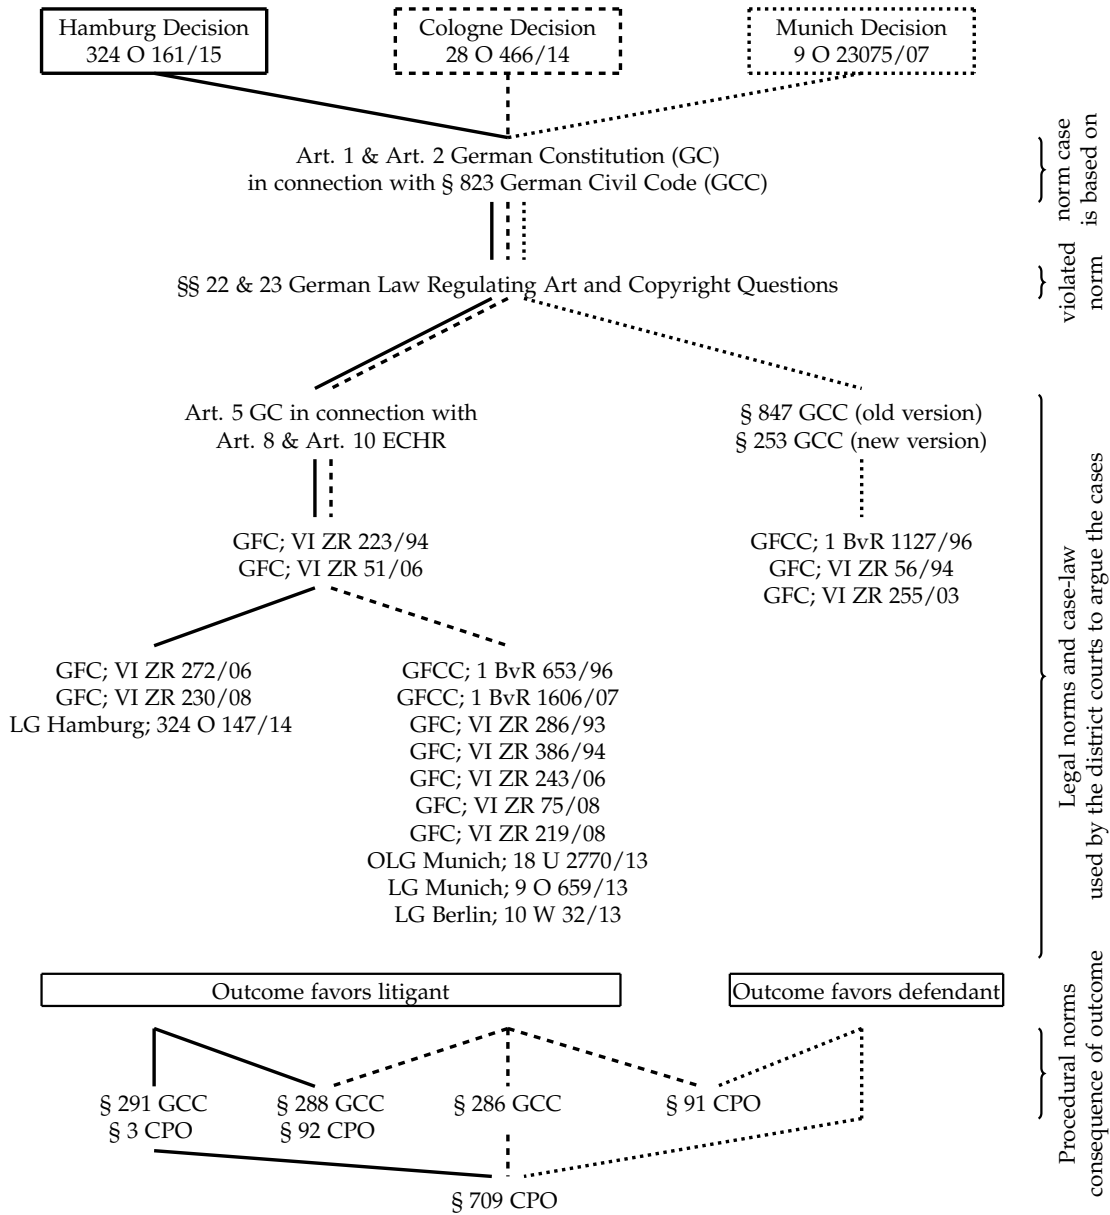 Hamburg Decision
324 O 161/15
Cologne Decision
28 O 466/14
Munich Decision
9 O 23075/07
Art. 1 & Art. 2 German Constitution (GC)
in connection with § 823 German Civil Code (GCC)
norm case
is based on
§§ 22 & 23 German Law Regulating Art and Copyright Questions
violated
norm
Art. 5 GC in connection with
Art. 8 & Art. 10 ECHR
§ 847 GCC (old version)
§ 253 GCC (new version)
GFC; VI ZR 223/94
GFC; VI ZR 51/06
GFCC; 1 BvR 1127/96
GFC; VI ZR 56/94
GFC; VI ZR 255/03
GFC; VI ZR 272/06
GFC; VI ZR 230/08
LG Hamburg; 324 O 147/14
GFCC; 1 BvR 653/96
GFCC; 1 BvR 1606/07
GFC; VI ZR 286/93
GFC; VI ZR 386/94
GFC; VI ZR 243/06
GFC; VI ZR 75/08
GFC; VI ZR 219/08
OLG Munich; 18 U 2770/13
LG Munich; 9 O 659/13
LG Berlin; 10 W 32/13
Legal norms and case-law
used by the district courts to argue the cases
Outcome favors litigant
Outcome favors defendant
§ 291 GCC
§ 3 CPO
§ 288 GCC
§ 92 CPO
§ 286 GCC
§ 91 CPO
§ 709 CPO
Procedural norms
consequence of outcome